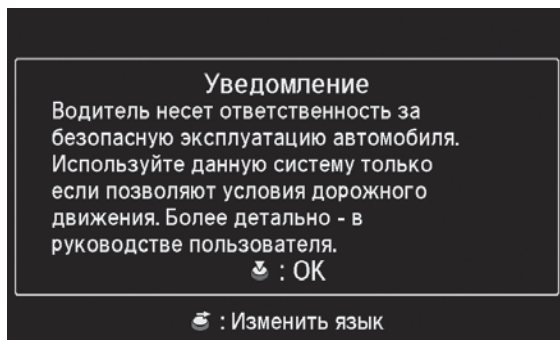 Уведомление
Водитель несет ответственность за
безопасную эксплуатацию автомобиля.
Используйте данную систему только
если позволяют условия дорожного
движения. Более детально - в
руководстве пользователя.
: OK
: Изменить язык